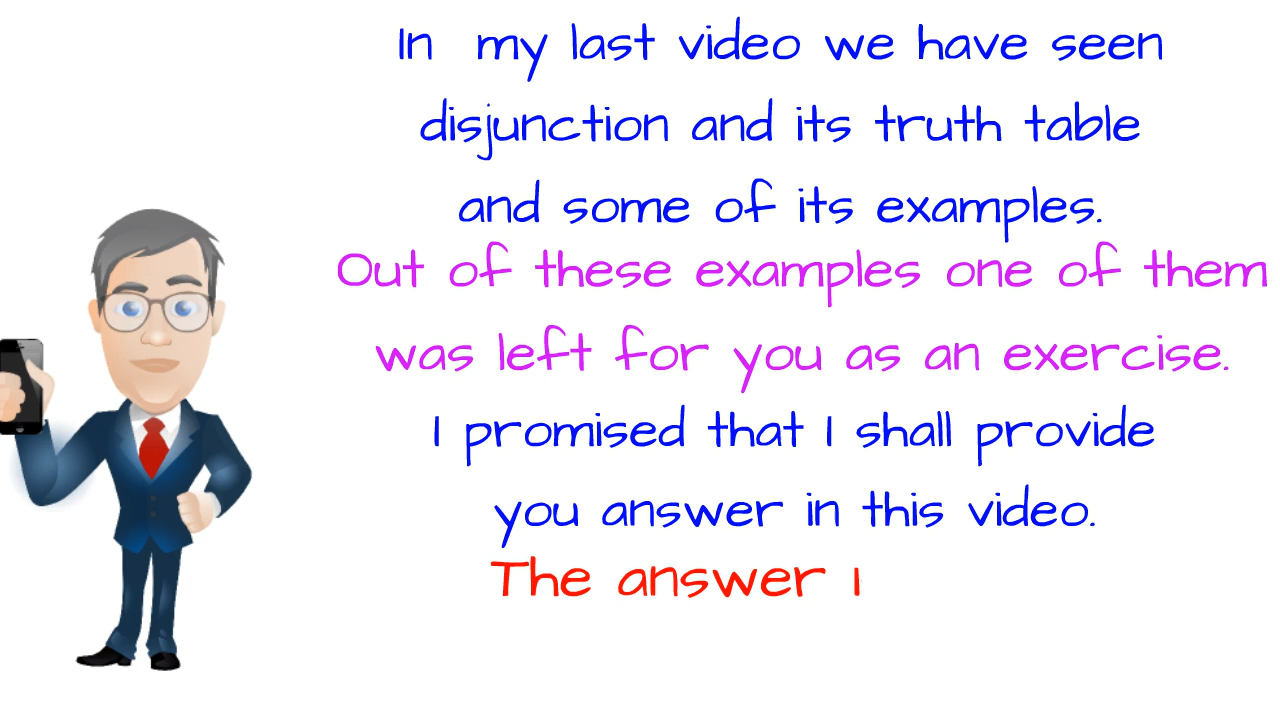 In my last video we have seen
disjunction and its truth table
and some of its examples.
Out of these examples one of them
was left for you as an exercise.
I promised that I shall provide
you answer in this video.
The answer I